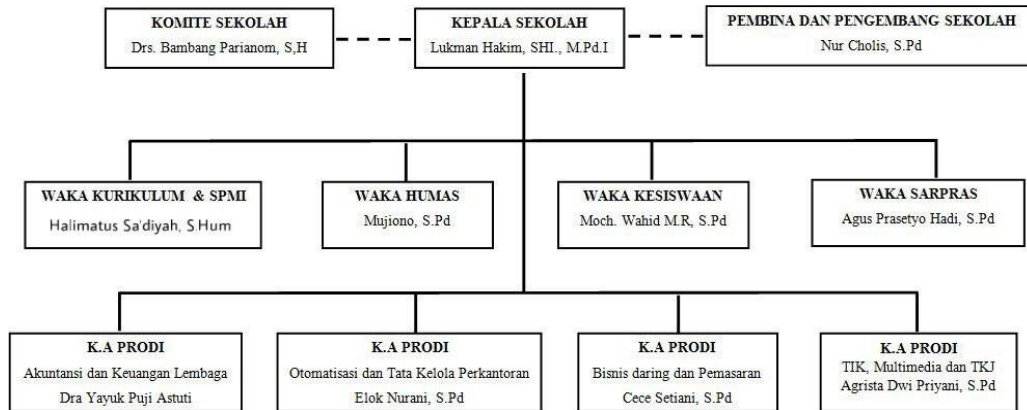 KOMITE SEKOLAH
Drs. Bambang Parianom, S,H
KEPALA SEKOLAH
Lukman Hakim, SHI., M.Pd.I
PEMBINA DAN PENGEMBANG SEKOLAH
Nur Cholis, S.Pd
WAKA KURIKULUM & SPMI
Halimatus Sa'diyah, S.Hum
WAKA HUMAS
Mujiono, S.Pd
WAKA KESISWAAN
Moch. Wahid M.R, S.Pd
WAKA SARPRAS
Agus Prasetyo Hadi, S.Pd
K.A PRODI
Akuntansi dan Keuangan Lembaga
Dra Yayuk Puji Astuti
K.A PRODI
Otomatisasi dan Tata Kelola Perkantoran
Elok Nurani, S.Pd
K.A PRODI
Bisnis daring dan Pemasaran
Cece Setiani, S.Pd
K.A PRODI
TIK, Multimedia dan TKJ
Agrista Dwi Priyani, S.Pd